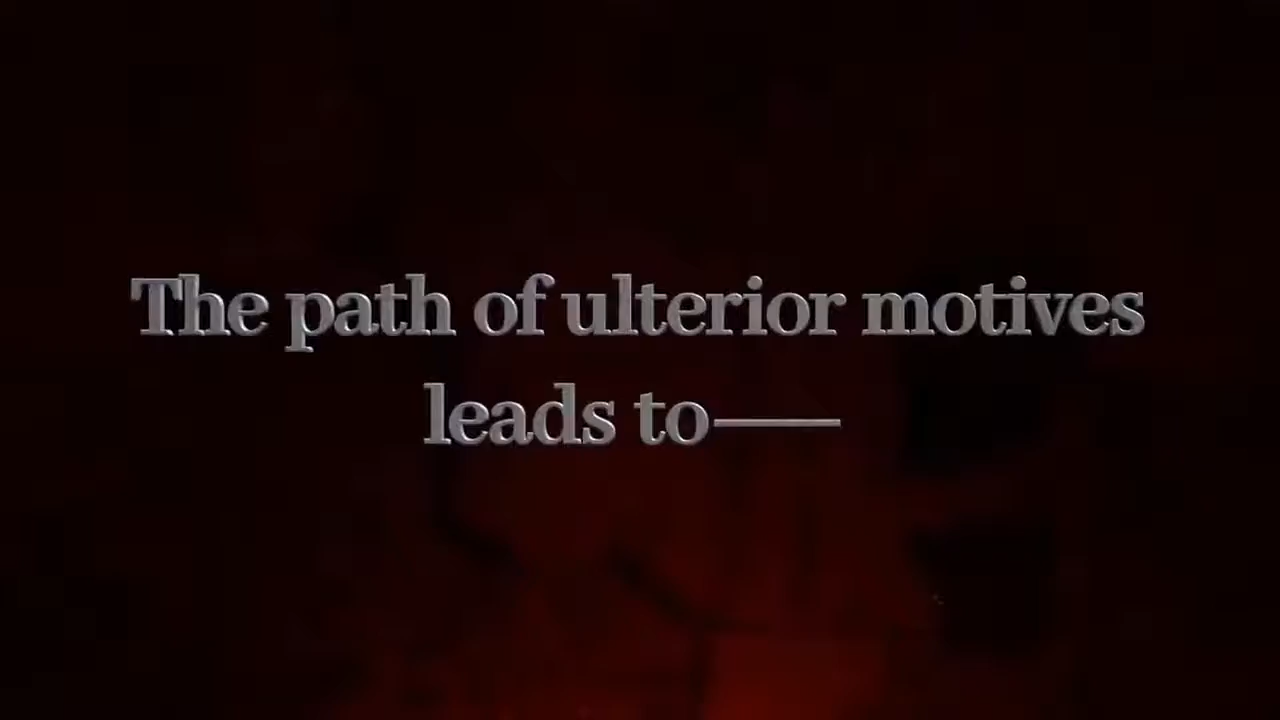 The path of ulterior motives
leads to——